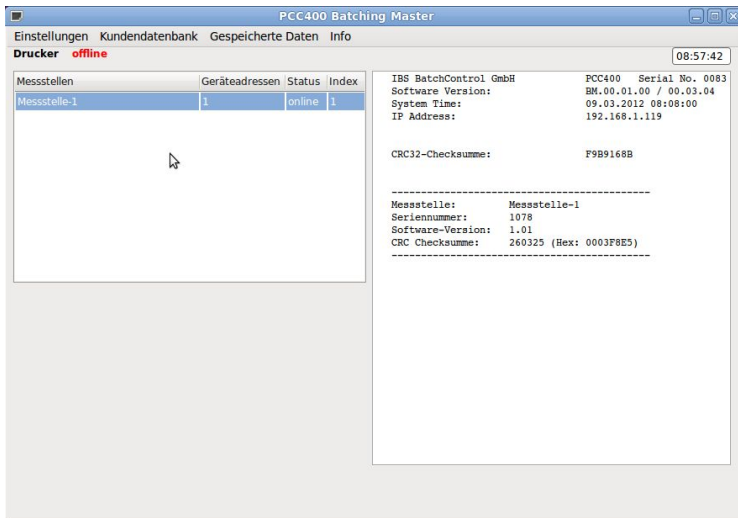 PCC400 Batching Master
Einstellungen Kundendatenbank Gespeicherte Daten Info
Drucker offline
08:57:42
Messstellen Geräteadressen Status Index
Messstelle-1 1 online 1
IBS BatchControl GmbH PCC400 Serial No. 0083
Software Version: BM.00.01.00 / 00.03.04
System Time: 09.03.2012 08:08:00
IP Address: 192.168.1.119
CRC32-Checksumme: F9B9168B
-------------------------------------------
Messstelle: Messstelle-1
Seriennummer: 1078
Software-Version: 1.01
CRC Checksumme: 260325 (Hex: 0003F8E5)
-------------------------------------------